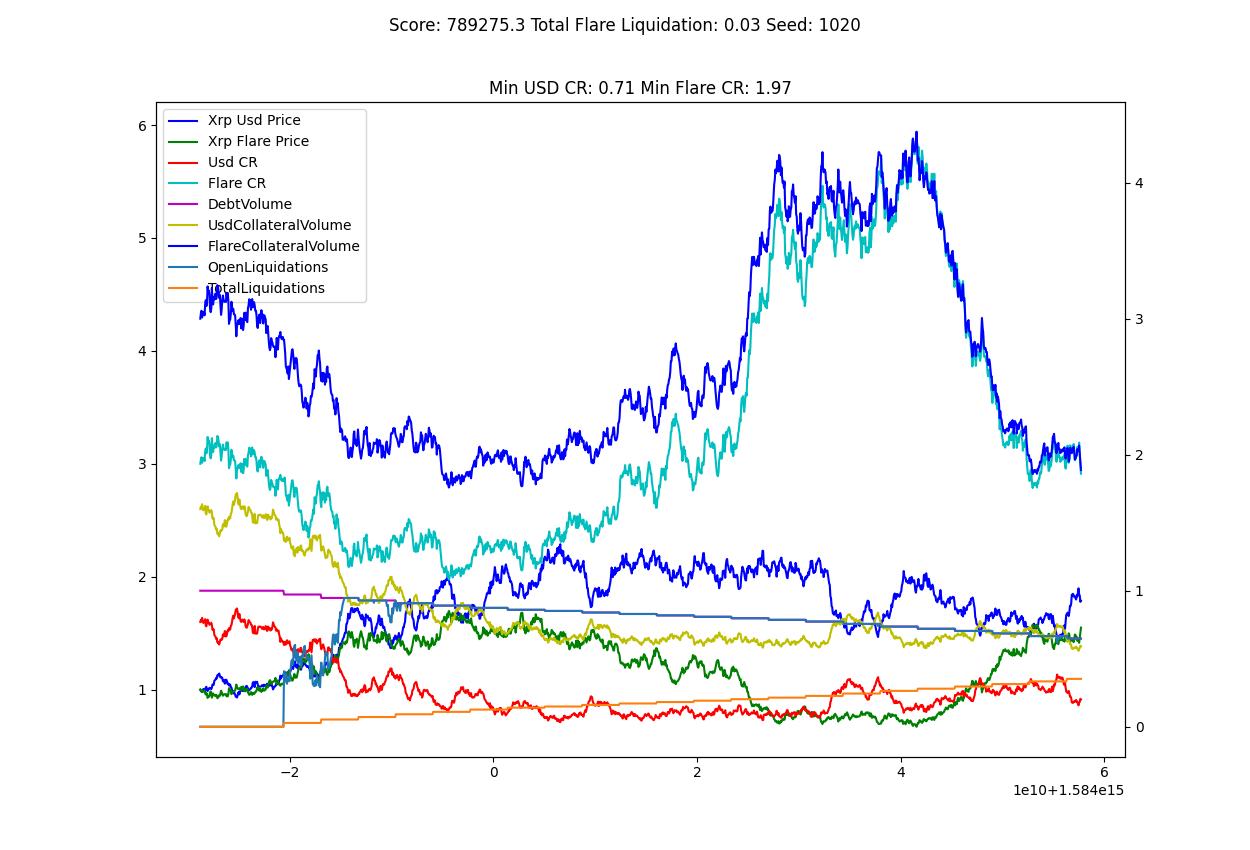 Score: 789275.3 Total Flare Liquidation: 0.03 Seed: 1020
Min USD CR: 0.71 Min Flare CR: 1.97
Xrp Usd Price
Xrp Flare Price
Usd CR
Flare CR
DebtVolume
UsdCollateralVolume
FlareCollateralVolume
OpenLiquidations
TotalLiquidations
6
5
4
3
2
1
4
3
2
1
0
−2
0
2
4
6
1e10+1.584e15